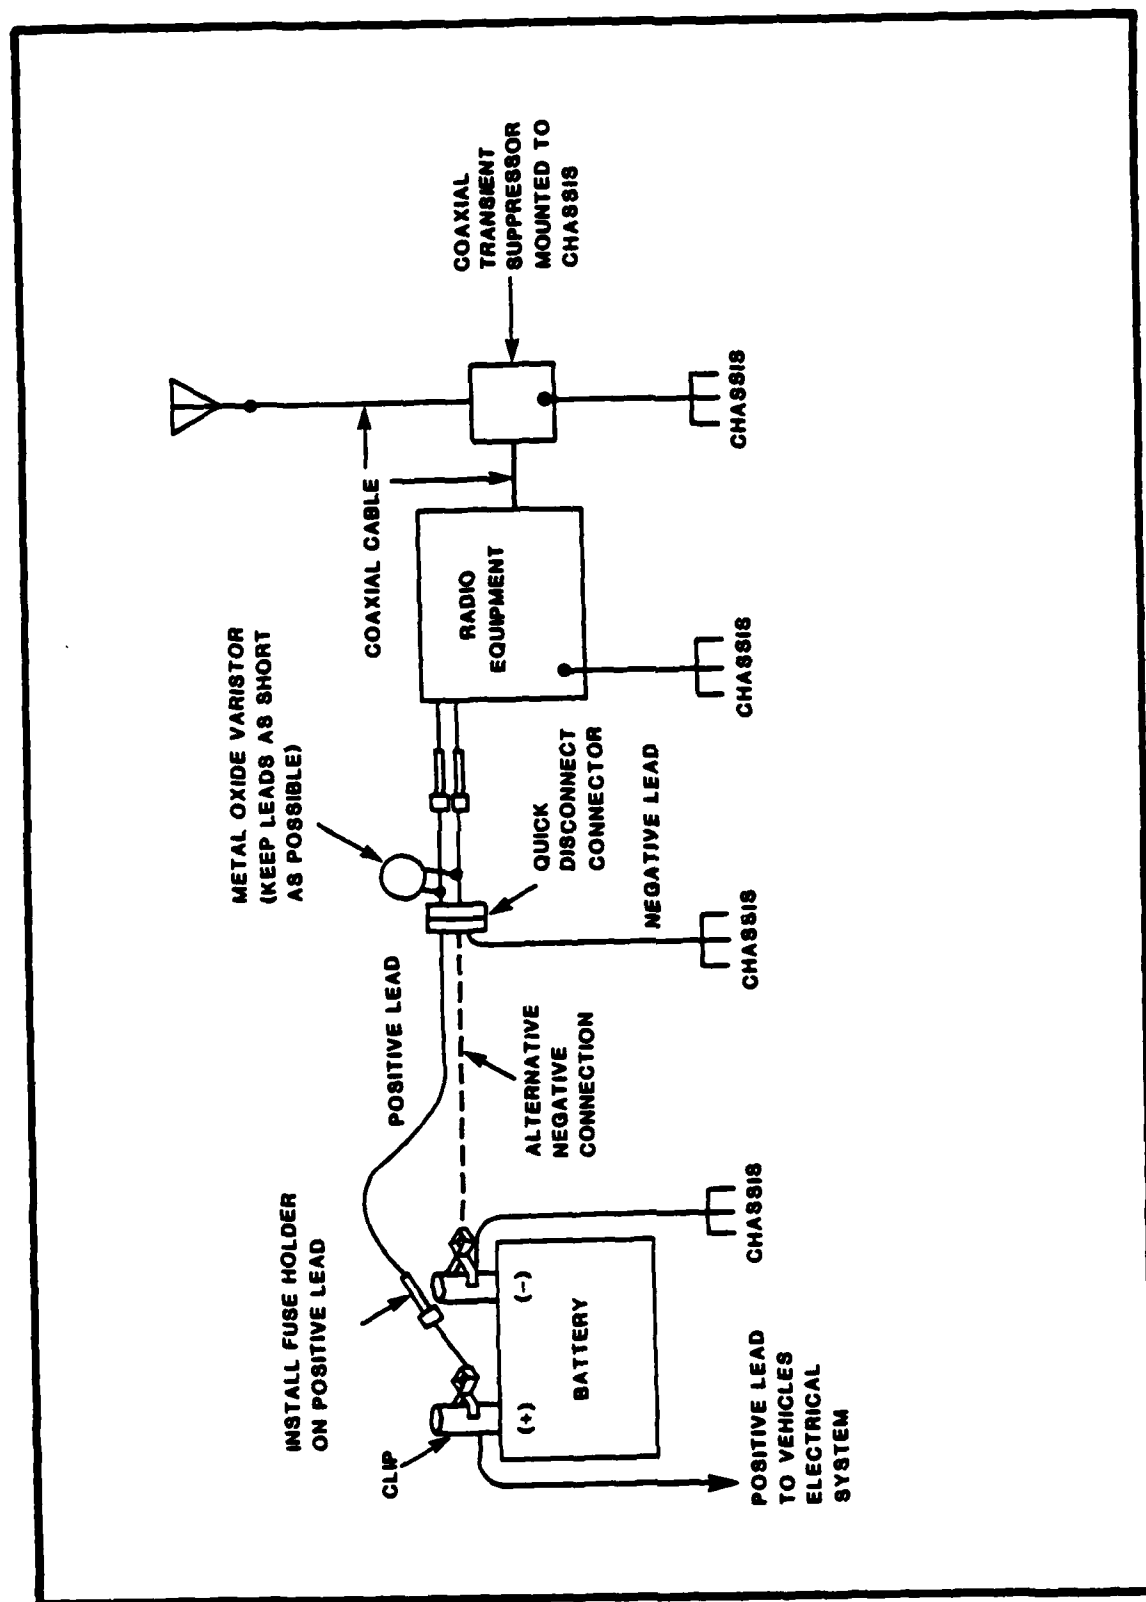 COAXIAL
TRANSIENT
SUPPRESSOR
MOUNTED TO
CHASSIS
METAL OXIDE VARISTOR
(KEEP LEADS AS SHORT
AS POSSIBLE)
COAXIAL CABLE
INSTALL FUSE HOLDER
ON POSITIVE LEAD
POSITIVE LEAD
RADIO
EQUIPMENT
CLIP
QUICK
DISCONNECT
CONNECTOR
ALTERNATIVE
NEGATIVE
CONNECTION
(+)
(-)
BATTERY
NEGATIVE LEAD
CHASSIS
CHASSIS
CHASSIS
CHASSIS
POSITIVE LEAD
TO VEHICLES
ELECTRICAL
SYSTEM